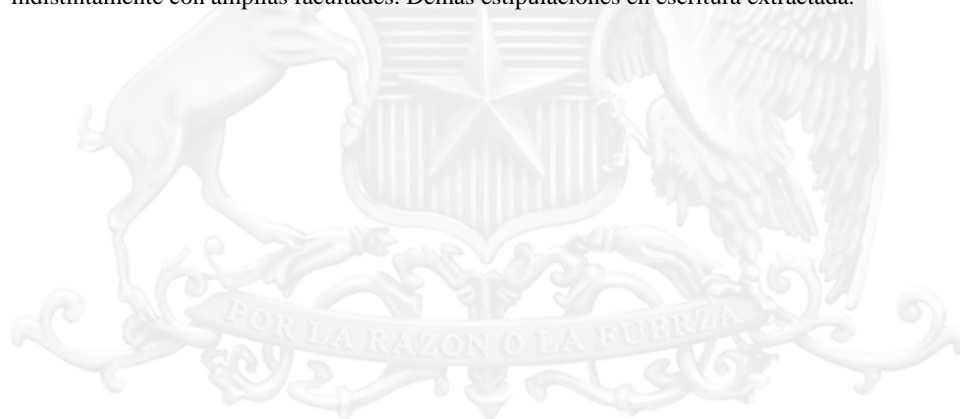 indistintamente con amplias facultades. Demás estipulaciones en escritura extractada.
POR LA RAZON O LA FUERZA